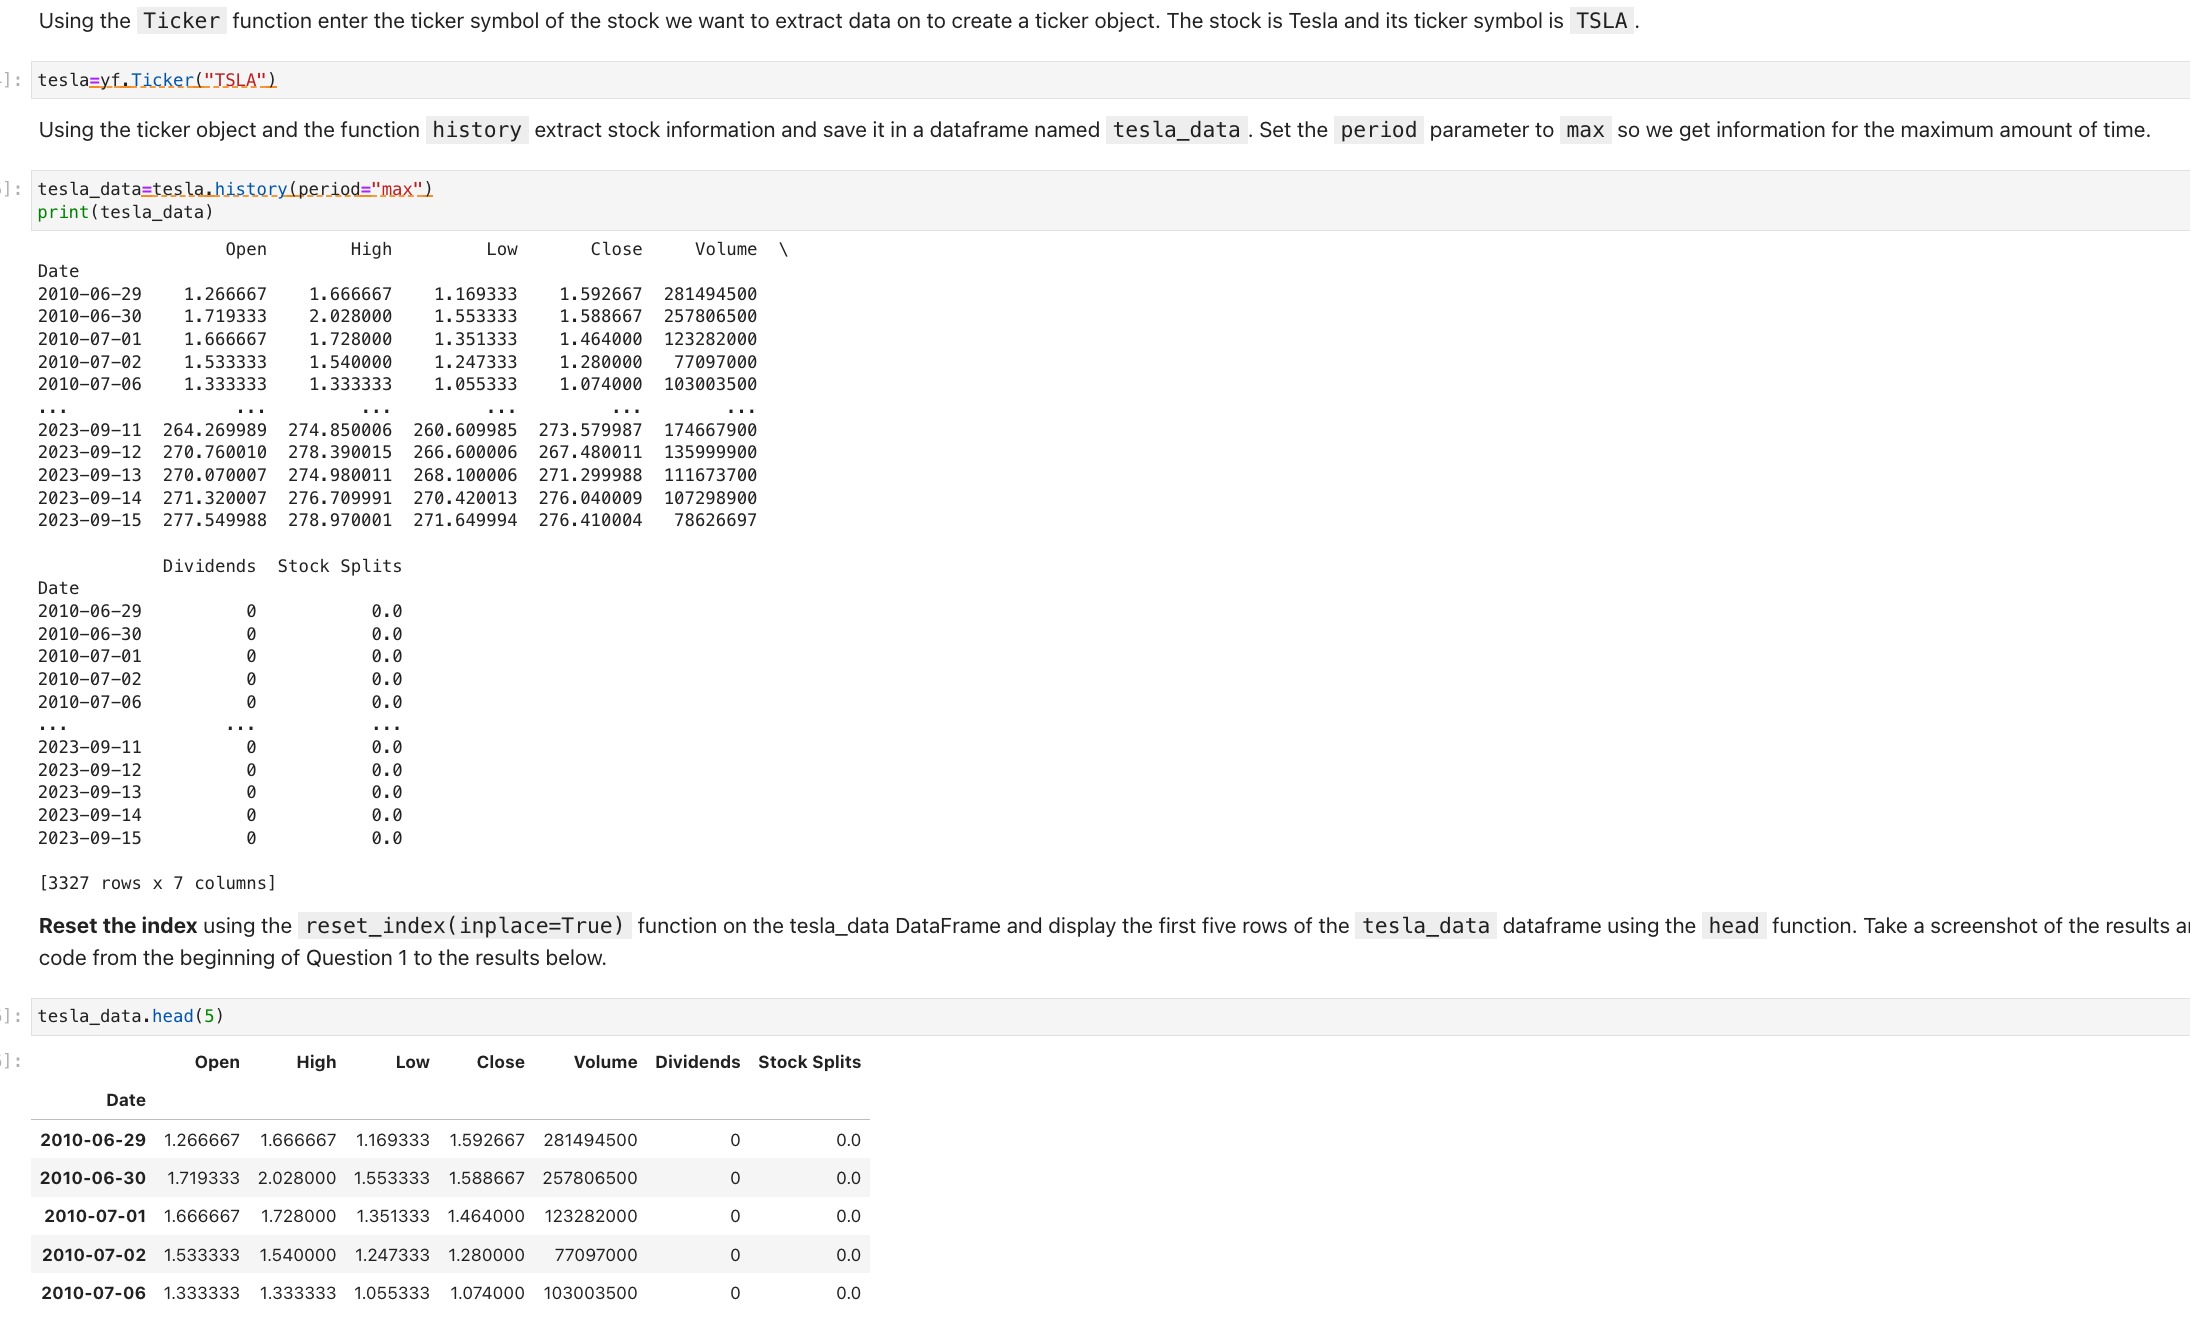 Using the Ticker function enter the ticker symbol of the stock we want to extract data on to create a ticker object. The stock is Tesla and its ticker symbol is TSLA.
]: tesla=yf.Ticker("TSLA")
Using the ticker object and the function history extract stock information and save it in a dataframe named tesla_data. Set the period parameter to max so we get information for the maximum amount of time.
]: tesla_data=tesla.history(period="max")
print(tesla_data)
Open High Low Close Volume \
Date
2010-06-29 1.266667 1.666667 1.169333 1.592667 281494500
2010-06-30 1.719333 2.028000 1.553333 1.588667 257806500
2010-07-01 1.666667 1.728000 1.351333 1.464000 123282000
2010-07-02 1.533333 1.540000 1.247333 1.280000 77097000
2010-07-06 1.333333 1.333333 1.055333 1.074000 103003500
... ... ... ... ... ...
2023-09-11 264.269989 274.850006 260.609985 273.579987 174667900
2023-09-12 270.760010 278.390015 266.600006 267.480011 135999900
2023-09-13 270.070007 274.980011 268.100006 271.299988 111673700
2023-09-14 271.320007 276.709991 270.420013 276.040009 107298900
2023-09-15 277.549988 278.970001 271.649994 276.410004 78626697
Dividends Stock Splits
Date
2010-06-29 0 0.0
2010-06-30 0 0.0
2010-07-01 0 0.0
2010-07-02 0 0.0
2010-07-06 0 0.0
... ... ...
2023-09-11 0 0.0
2023-09-12 0 0.0
2023-09-13 0 0.0
2023-09-14 0 0.0
2023-09-15 0 0.0
[3327 rows x 7 columns]
Reset the index using the reset_index(inplace=True) function on the tesla_data DataFrame and display the first five rows of the tesla_data dataframe using the head function. Take a screenshot of the results
code from the beginning of Question 1 to the results below.
]: tesla_data.head(5)
]: Open High Low Close Volume Dividends Stock Splits
Date
2010-06-29 1.266667 1.666667 1.169333 1.592667 281494500 0 0.0
2010-06-30 1.719333 2.028000 1.553333 1.588667 257806500 0 0.0
2010-07-01 1.666667 1.728000 1.351333 1.464000 123282000 0 0.0
2010-07-02 1.533333 1.540000 1.247333 1.280000 77097000 0 0.0
2010-07-06 1.333333 1.333333 1.055333 1.074000 103003500 0 0.0